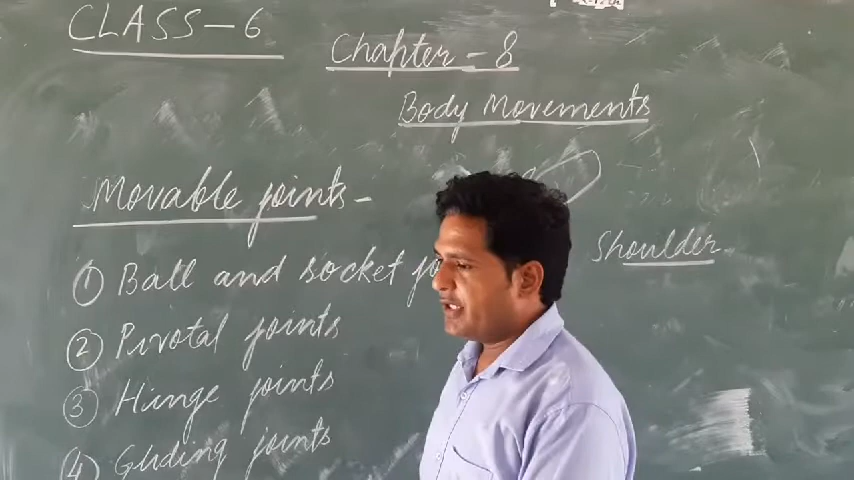 CLASS-6
Chapter-8
Body Movements
Movable joints-
① Ball and socket jo
Shoulder
② Pivotal joints
③ Hinge joints
④ Gliding joints